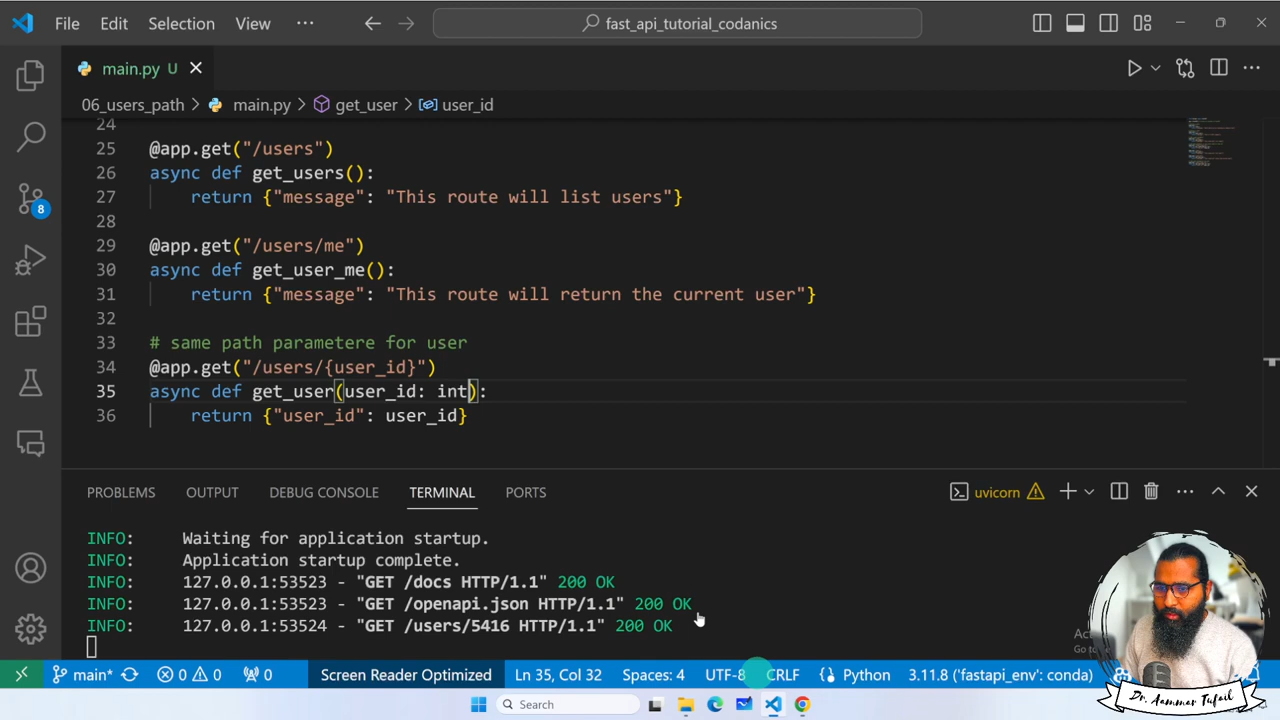 File Edit Selection View ··· fast_api_tutorial_codanics
main.py U
06_users_path > main.py > get_user > user_id
24
25 @app.get("/users")
26 async def get_users():
27 return {"message": "This route will list users"}
28
29 @app.get("/users/me")
30 async def get_user_me():
31 return {"message": "This route will return the current user"}
32
33 # same path parametere for user
34 @app.get("/users/{user_id}")
35 async def get_user(user_id: int):
36 return {"user_id": user_id}
8
PROBLEMS OUTPUT DEBUG CONSOLE TERMINAL PORTS uvicorn
INFO: Waiting for application startup.
INFO: Application startup complete.
INFO: 127.0.0.1:53523 - "GET /docs HTTP/1.1" 200 OK
INFO: 127.0.0.1:53523 - "GET /openapi.json HTTP/1.1" 200 OK
INFO: 127.0.0.1:53524 - "GET /users/5416 HTTP/1.1" 200 OK
main* 0 0 0 Screen Reader Optimized Ln 35, Col 32 Spaces: 4 UTF-8 CRLF Python 3.11.8 ('fastapi_env': conda)
Dr. Aammar Tufail
Search